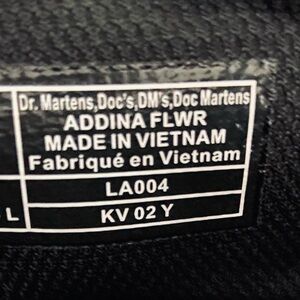 Dr. Martens,Doc's,DM's,Doc Martens
ADDINA FLWR
MADE IN VIETNAM
Fabriqué en Vietnam
LA004
L KV 02 Y